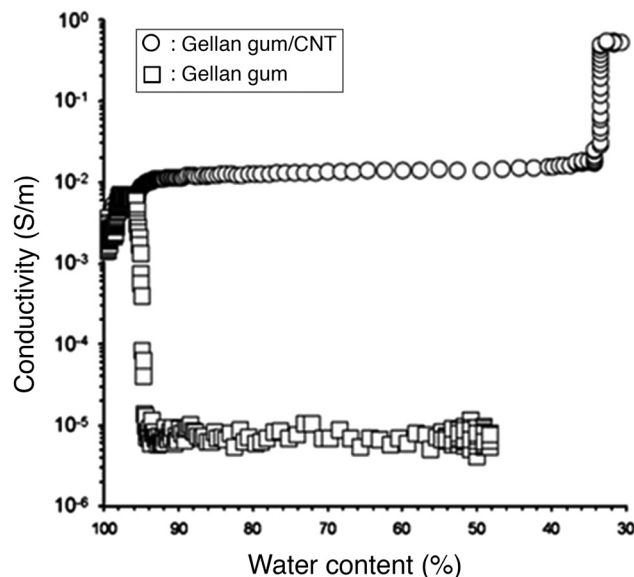 10⁰
○ : Gellan gum/CNT
□ : Gellan gum
10⁻¹
10⁻²
10⁻³
10⁻⁴
10⁻⁵
10⁻⁶
Conductivity (S/m)
100 90 80 70 60 50 40 30
Water content (%)